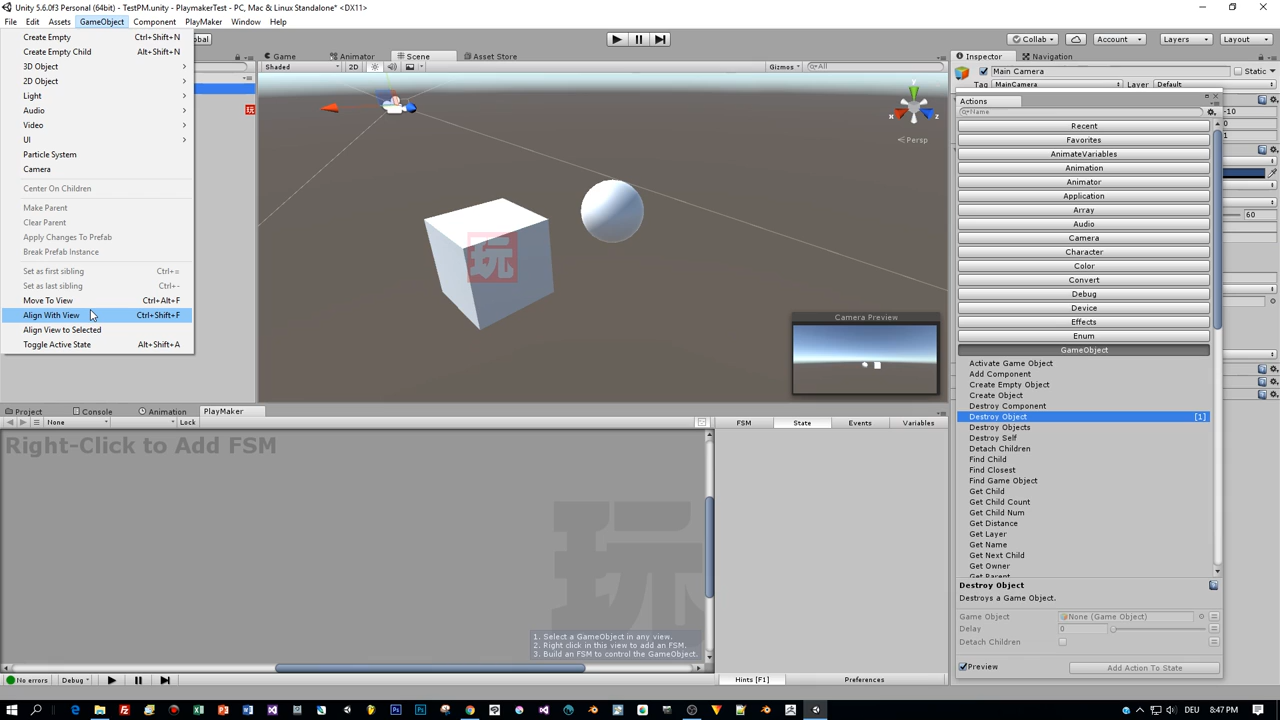 Unity 5.6.0f3 Personal (64bit) - TestPM.unity - PlaymakerTest - PC, Mac & Linux Standalone* <DX11>
File Edit Assets GameObject Component PlayMaker Window Help
Create Empty Ctrl+Shift+N
Create Empty Child Alt+Shift+N
3D Object
2D Object
Light
Audio
Video
UI
Particle System
Camera
Center On Children
Make Parent
Clear Parent
Apply Changes To Prefab
Break Prefab Instance
Set as first sibling Ctrl+=
Set as last sibling Ctrl+-
Move To View Ctrl+Alt+F
Align With View Ctrl+Shift+F
Align View to Selected
Toggle Active State Alt+Shift+A
玩
Collab Account Layers Layout
Game Animator Scene Asset Store
Shaded 2D Gizmos All
x z
Persp
玩
Camera Preview
Inspector Navigation
Main Camera Static
Tag MainCamera Layer Default
Actions
Name
Recent
Favorites
AnimateVariables
Animation
Animator
Application
Array
Audio
Camera
Character
Color
Convert
Debug
Device
Effects
Enum
GameObject
Activate Game Object
Add Component
Create Empty Object
Create Object
Destroy Component
Destroy Object [1]
Destroy Objects
Destroy Self
Detach Children
Find Child
Find Closest
Find Game Object
Get Child
Get Child Count
Get Child Num
Get Distance
Get Layer
Get Name
Get Next Child
Get Owner
Get Parent
Destroy Object
Destroys a Game Object.
Game Object None (Game Object)
Delay 0
Detach Children
Preview Add Action To State
-10
0
1
60
Project Console Animation PlayMaker
None Lock
Right-Click to Add FSM
玩
1. Select a GameObject in any view.
2. Right click in this view to add an FSM.
3. Build an FSM to control the GameObject.
FSM State Events Variables
No errors Debug Hints [F1] Preferences
DEU 8:47 PM